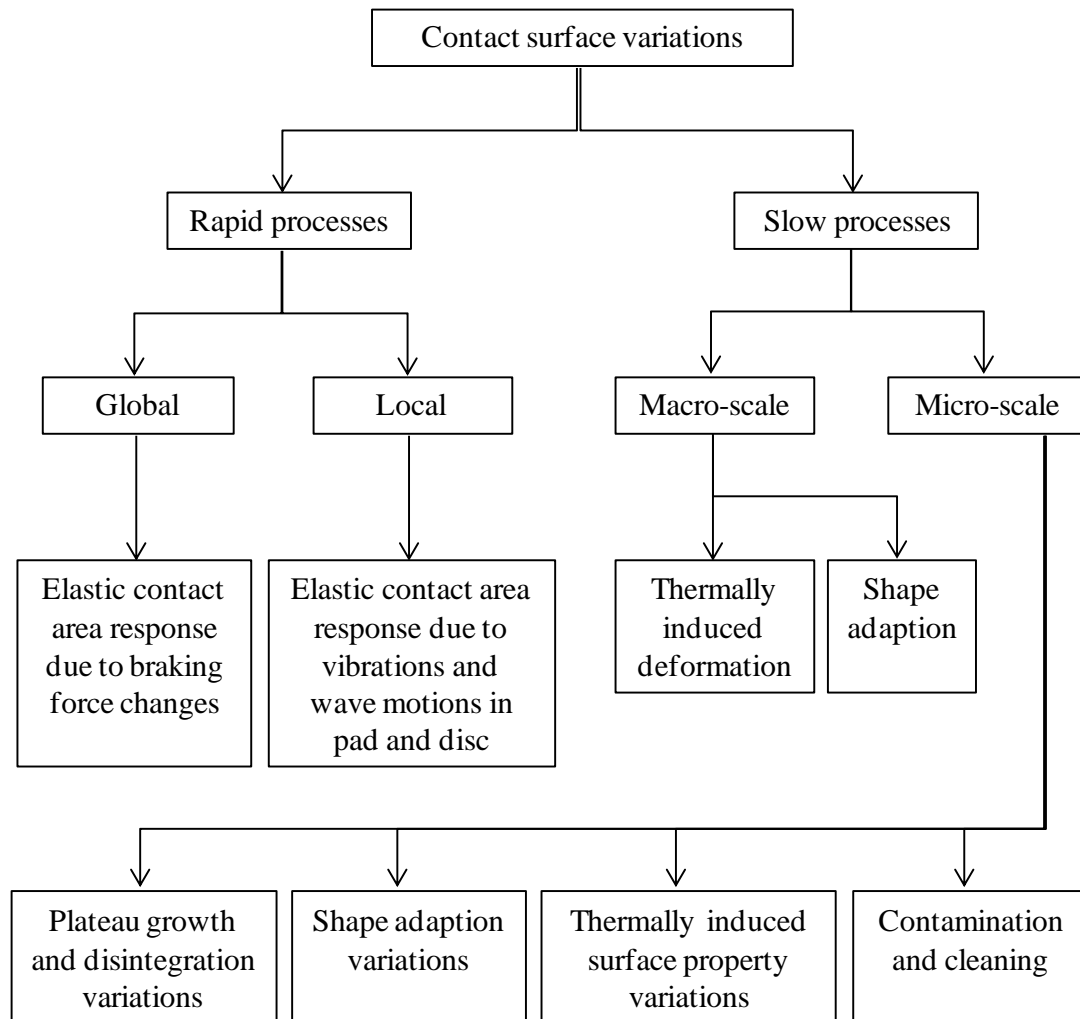 Contact surface variations
Rapid processes
Slow processes
Global
Local
Macro-scale
Micro-scale
Elastic contact
area response
due to braking
force changes
Elastic contact area
response due to
vibrations and
wave motions in
pad and disc
Thermally
induced
deformation
Shape
adaption
Plateau growth
and disintegration
variations
Shape adaption
variations
Thermally induced
surface property
variations
Contamination
and cleaning